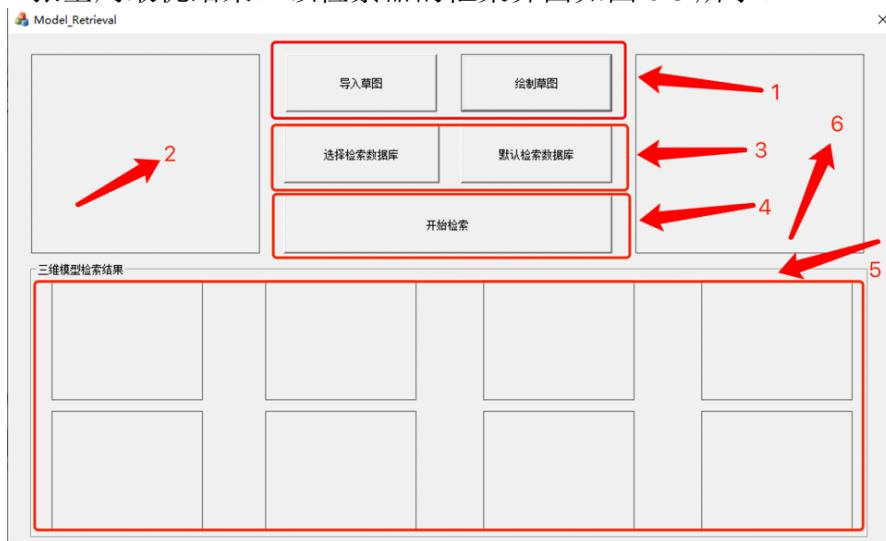 Model_Retrieval
导入草图
绘制草图
1
6
2
选择检索数据库
默认检索数据库
3
开始检索
4
5
三维模型检索结果